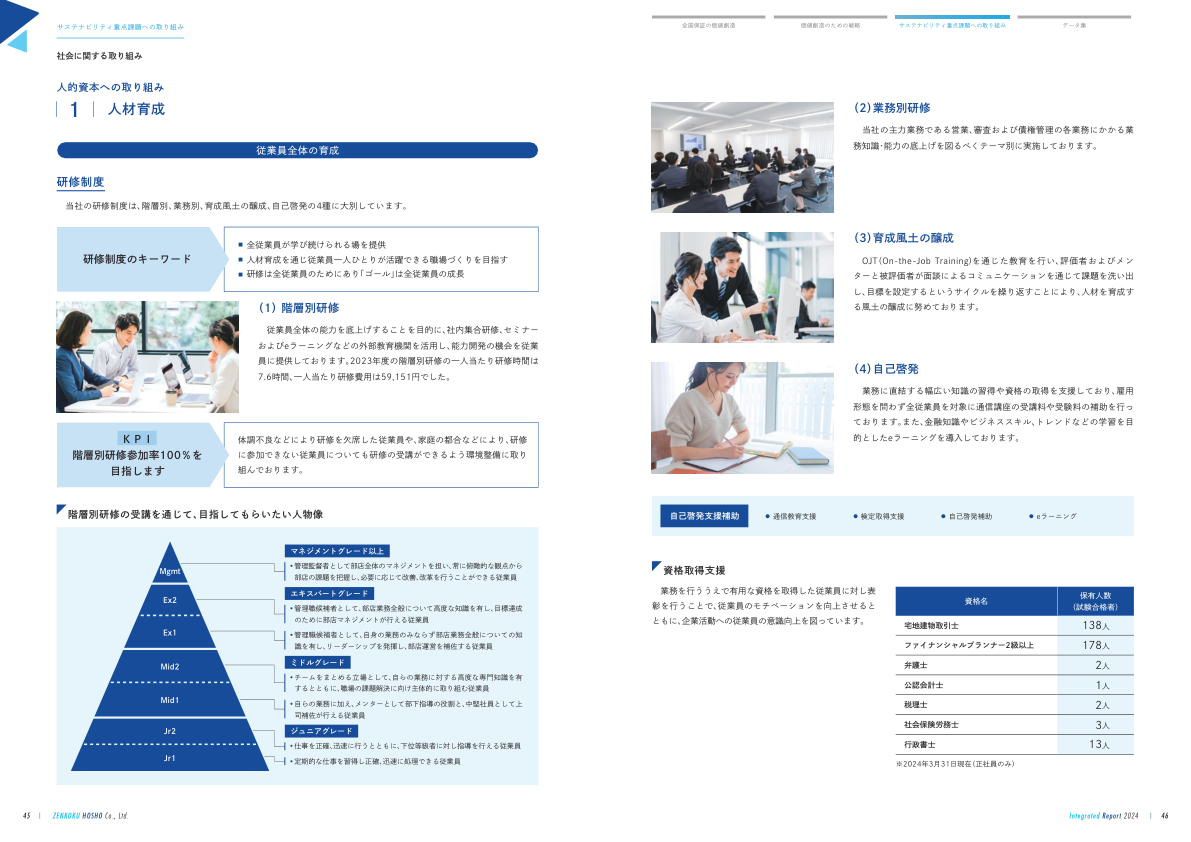 サステナビリティ重点課題への取り組み
社会に関する取り組み
人的資本への取り組み
1 人材育成
従業員全体の育成
研修制度
当社の研修制度は、階層別、業務別、育成風土の醸成、自己啓発の4種に大別しています。
研修制度のキーワード
■ 全従業員が学び続けられる場を提供
■ 人材育成を通じ従業員一人ひとりが活躍できる職場づくりを目指す
■ 研修は全従業員のためにあり「ゴール」は全従業員の成長
(1) 階層別研修
従業員全体の能力を底上げすることを目的に、社内集合研修、セミナー
およびeラーニングなどの外部教育機関を活用し、能力開発の機会を従業
員に提供しております。2023年度の階層別研修の一人当たり研修時間は
7.6時間、一人当たり研修費用は59,151円でした。
KPI
階層別研修参加率100%を
目指します
体調不良などにより研修を欠席した従業員や、家庭の都合などにより、研修
に参加できない従業員についても研修の受講ができるよう環境整備に取り
組んでおります。
階層別研修の受講を通じて、目指してもらいたい人物像
Mgmt
Ex2
Ex1
Mid2
Mid1
Jr2
Jr1
マネジメントグレード以上
・管理監督者として部店全体のマネジメントを担い、常に俯瞰的な観点から
部店の課題を把握し、必要に応じて改善、改革を行うことができる従業員
エキスパートグレード
・管理職候補者として、部店業務全般について高度な知識を有し、目標達成
のために部店マネジメントが行える従業員
・管理職候補者として、自身の業務のみならず部店業務全般についての知
識を有し、リーダーシップを発揮し、部店運営を補佐する従業員
ミドルグレード
・チームをまとめる立場として、自らの業務に対する高度な専門知識を有
するとともに、職場の課題解決に向け主体的に取り組む従業員
・自らの業務に加え、メンターとして部下指導の役割と、中堅社員として上
司補佐が行える従業員
ジュニアグレード
・仕事を正確、迅速に行うとともに、下位等級者に対し指導を行える従業員
・定期的な仕事を習得し正確、迅速に処理できる従業員
45 | ZENKOKU HOSHO Co., Ltd.
全国保証の価値創造
価値創造のための戦略
サステナビリティ重点課題への取り組み
データ集
(2)業務別研修
当社の主力業務である営業、審査および債権管理の各業務にかかる業
務知識・能力の底上げを図るべくテーマ別に実施しております。
(3)育成風土の醸成
OJT(On-the-Job Training)を通じた教育を行い、評価者およびメン
ターと被評価者が面談によるコミュニケーションを通じて課題を洗い出
し、目標を設定するというサイクルを繰り返すことにより、人材を育成す
る風土の醸成に努めております。
(4)自己啓発
業務に直結する幅広い知識の習得や資格の取得を支援しており、雇用
形態を問わず全従業員を対象に通信講座の受講料や受験料の補助を行っ
ております。また、金融知識やビジネススキル、トレンドなどの学習を目
的としたeラーニングを導入しております。
自己啓発支援補助
● 通信教育支援
● 検定取得支援
● 自己啓発補助
● eラーニング
資格取得支援
業務を行ううえで有用な資格を取得した従業員に対し表
彰を行うことで、従業員のモチベーションを向上させると
ともに、企業活動への従業員の意識向上を図っています。
資格名 保有人数
(試験合格者)
宅地建物取引士 138人
ファイナンシャルプランナー2級以上 178人
弁護士 2人
公認会計士 1人
税理士 2人
社会保険労務士 3人
行政書士 13人
※2024年3月31日現在(正社員のみ)
Integrated Report 2024 | 46